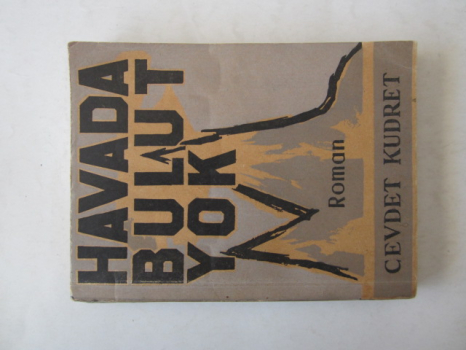 HAVADA
BULUT
YOK
Roman
CEVDET KUDRET